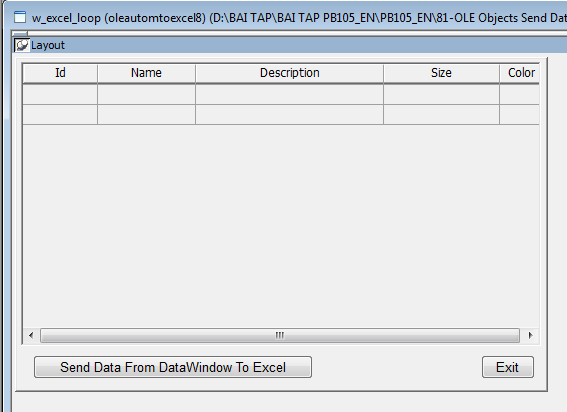 w_excel_loop (oleautomtoexcel8) (D:\BAI TAP\BAI TAP PB105_EN\PB105_EN\81-OLE Objects Send Dat
Layout
Id Name Description Size Color
Send Data From DataWindow To Excel Exit